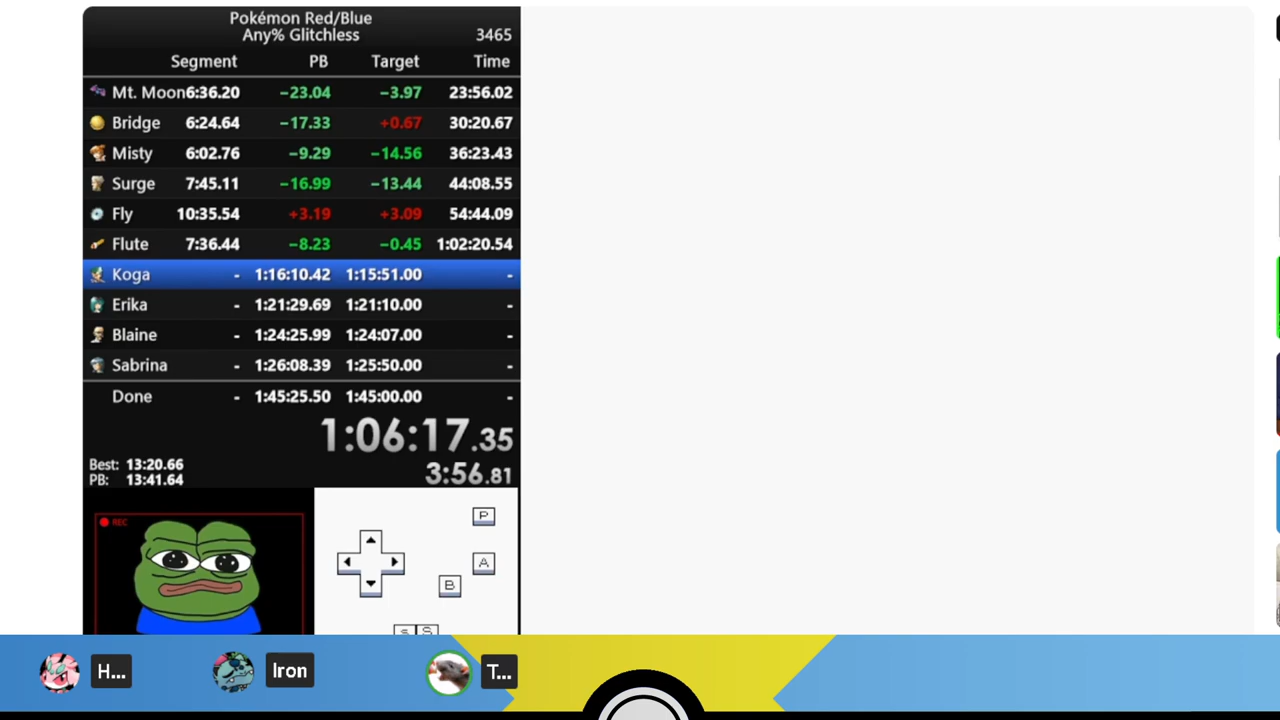 Pokémon Red/Blue
Any% Glitchless 3465
Segment PB Target Time
Mt. Moon 6:36.20 −23.04 −3.97 23:56.02
Bridge 6:24.64 −17.33 +0.67 30:20.67
Misty 6:02.76 −9.29 −14.56 36:23.43
Surge 7:45.11 −16.99 −13.44 44:08.55
Fly 10:35.54 +3.19 +3.09 54:44.09
Flute 7:36.44 −8.23 −0.45 1:02:20.54
Koga - 1:16:10.42 1:15:51.00 -
Erika - 1:21:29.69 1:21:10.00 -
Blaine - 1:24:25.99 1:24:07.00 -
Sabrina - 1:26:08.39 1:25:50.00 -
Done - 1:45:25.50 1:45:00.00 -
1:06:17.35
Best: 13:20.66
PB: 13:41.64
3:56.81
REC
P
A
B
S S
H...
Iron
T...